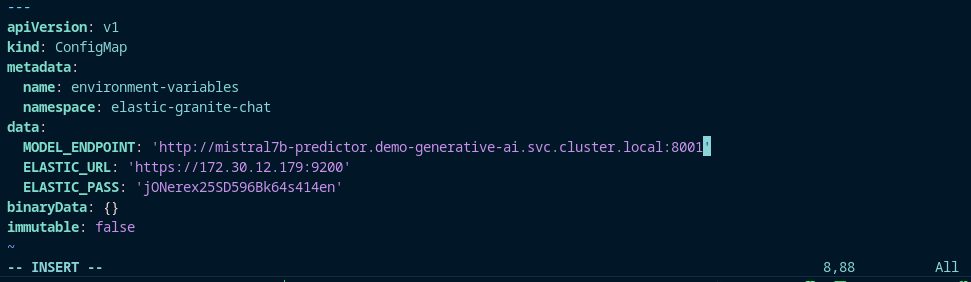 ---
apiVersion: v1
kind: ConfigMap
metadata:
  name: environment-variables
  namespace: elastic-granite-chat
data:
  MODEL_ENDPOINT: 'http://mistral7b-predictor.demo-generative-ai.svc.cluster.local:8001'
  ELASTIC_URL: 'https://172.30.12.179:9200'
  ELASTIC_PASS: 'jONerex25SD596Bk64s414en'
binaryData: {}
immutable: false
~
-- INSERT -- 8,88 All